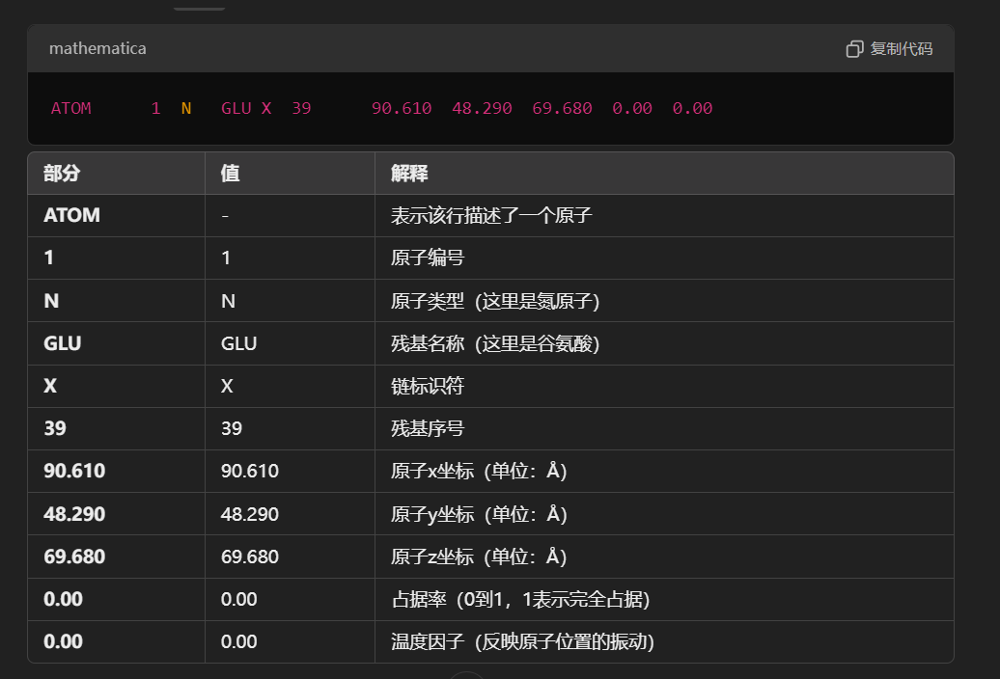 mathematica 复制代码
ATOM 1 N GLU X 39 90.610 48.290 69.680 0.00 0.00
部分 值 解释
ATOM - 表示该行描述了一个原子
1 1 原子编号
N N 原子类型（这里是氮原子）
GLU GLU 残基名称（这里是谷氨酸）
X X 链标识符
39 39 残基序号
90.610 90.610 原子x坐标（单位：Å）
48.290 48.290 原子y坐标（单位：Å）
69.680 69.680 原子z坐标（单位：Å）
0.00 0.00 占据率（0到1，1表示完全占据）
0.00 0.00 温度因子（反映原子位置的振动）